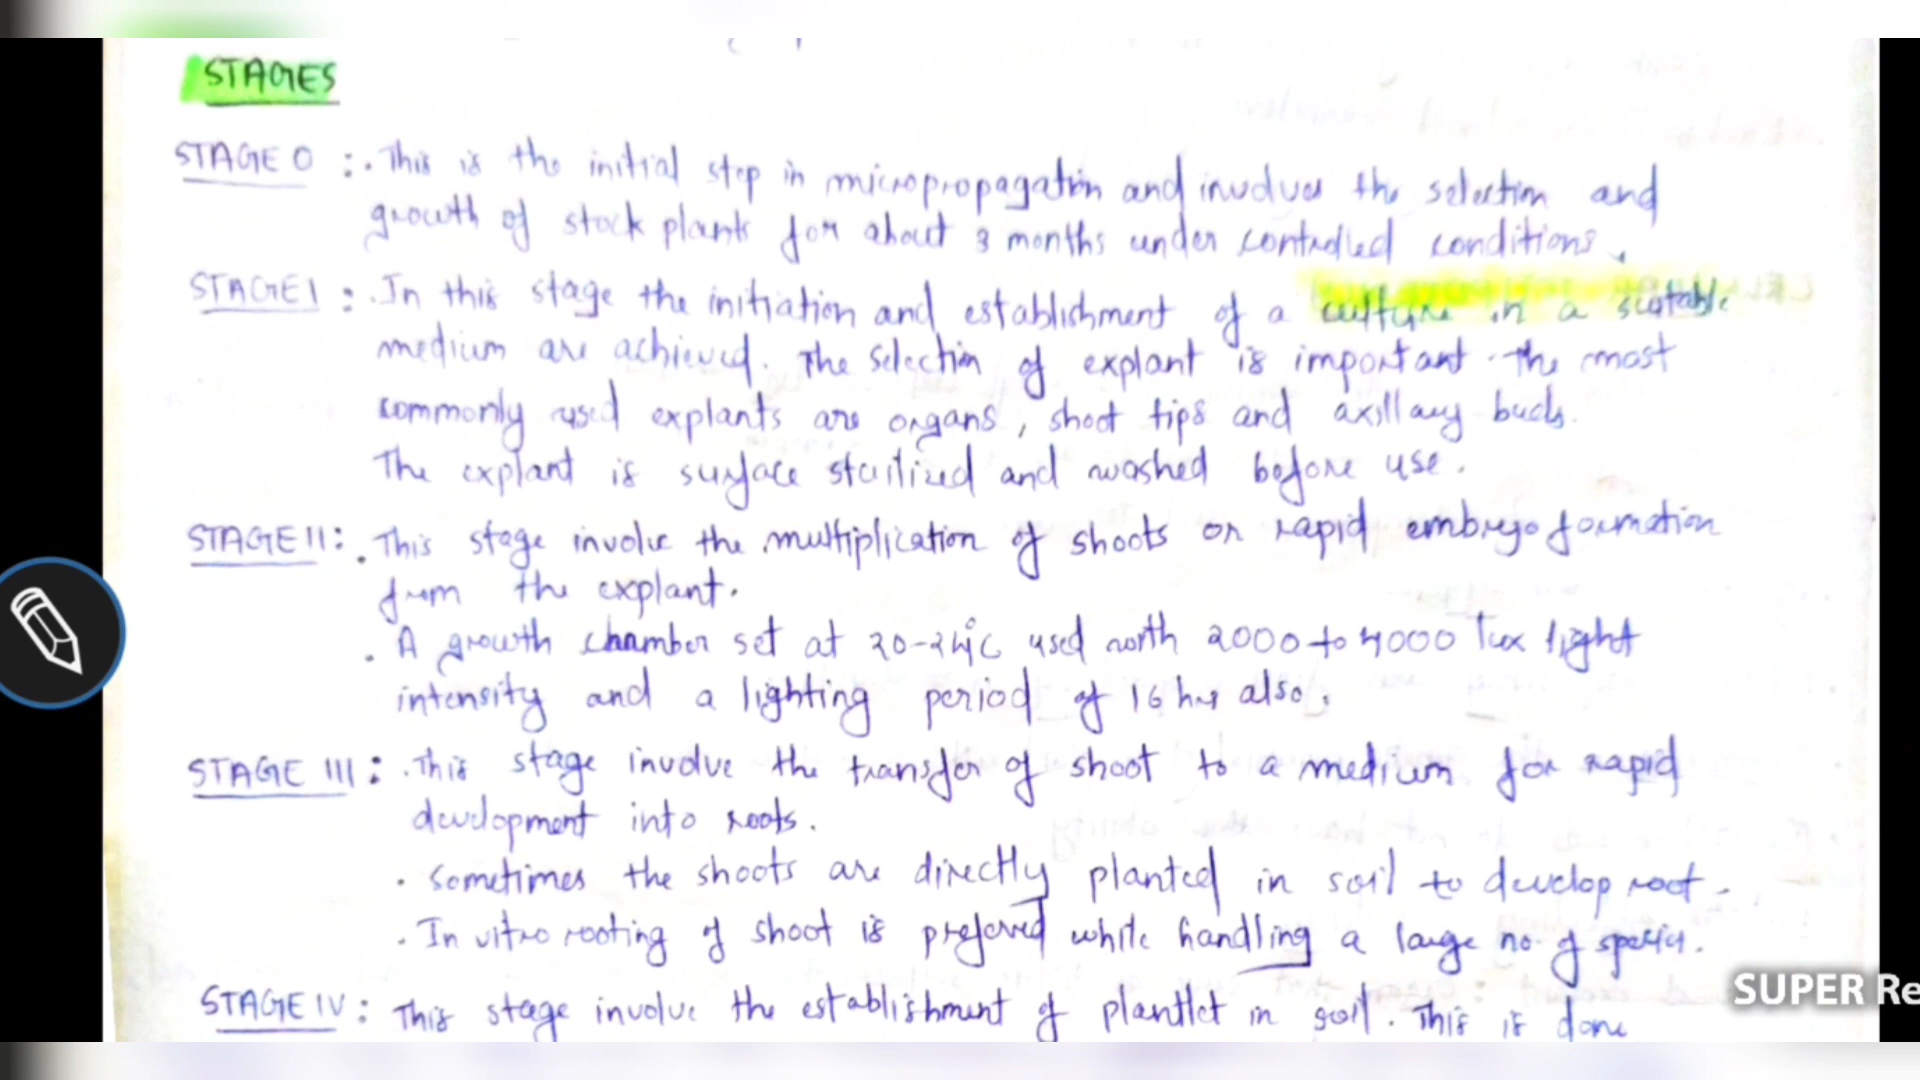 STAGES
STAGE 0 : . This is the initial step in micropropagation and involves the selection and
growth of stock plants for about 3 months under controlled conditions.
STAGE I : . In this stage the initiation and establishment of a culture in a suitable
medium are achieved. The selection of explant is important. The most
commonly used explants are organs, shoot tips and axillary buds.
The explant is surface sterilized and washed before use.
STAGE II : . This stage involve the multiplication of shoots or rapid embryo formation
from the explant.
. A growth chamber set at 20-24°C used with 2000 to 4000 lux light
intensity and a lighting period of 16 hrs also.
STAGE III : . This stage involve the transfer of shoot to a medium for rapid
development into roots.
. Sometimes the shoots are directly planted in soil to develop root.
. In vitro rooting of shoot is preferred while handling a large no. of species.
STAGE IV : This stage involve the establishment of plantlet in soil. This is done
SUPER Re